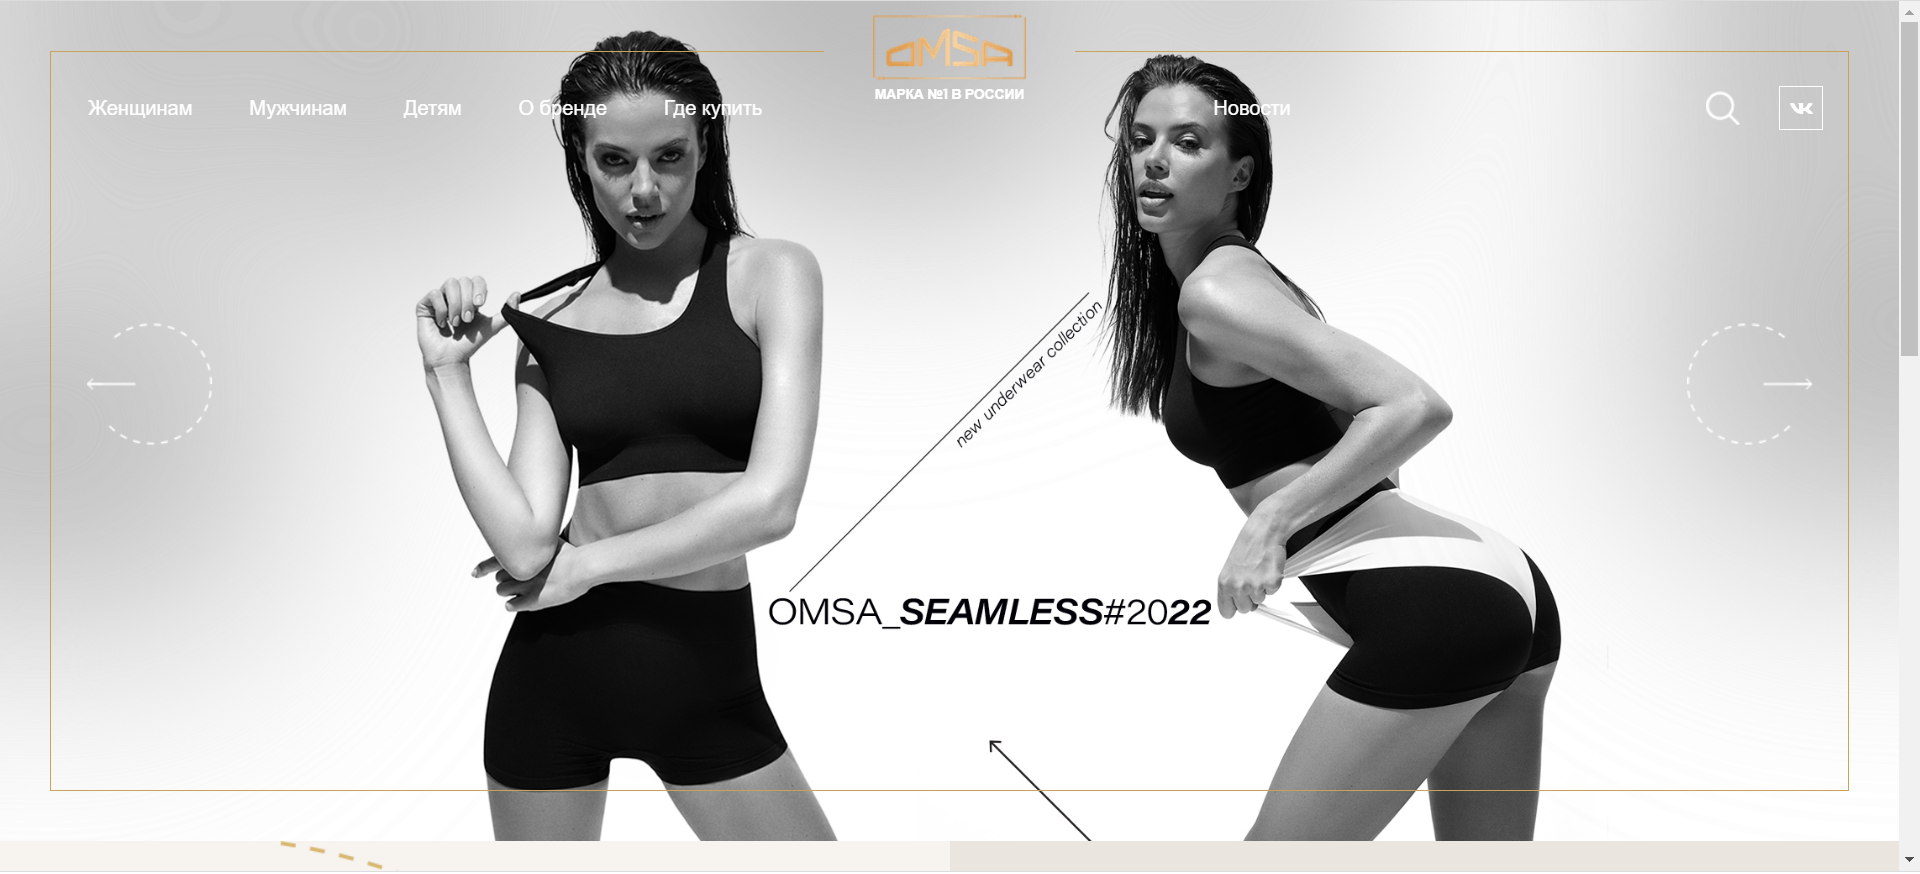 OMSA
МАРКА №1 В РОССИИ
Женщинам
Мужчинам
Детям
О бренде
Где купить
Новости
new underwear collection
OMSA_SEAMLESS#2022